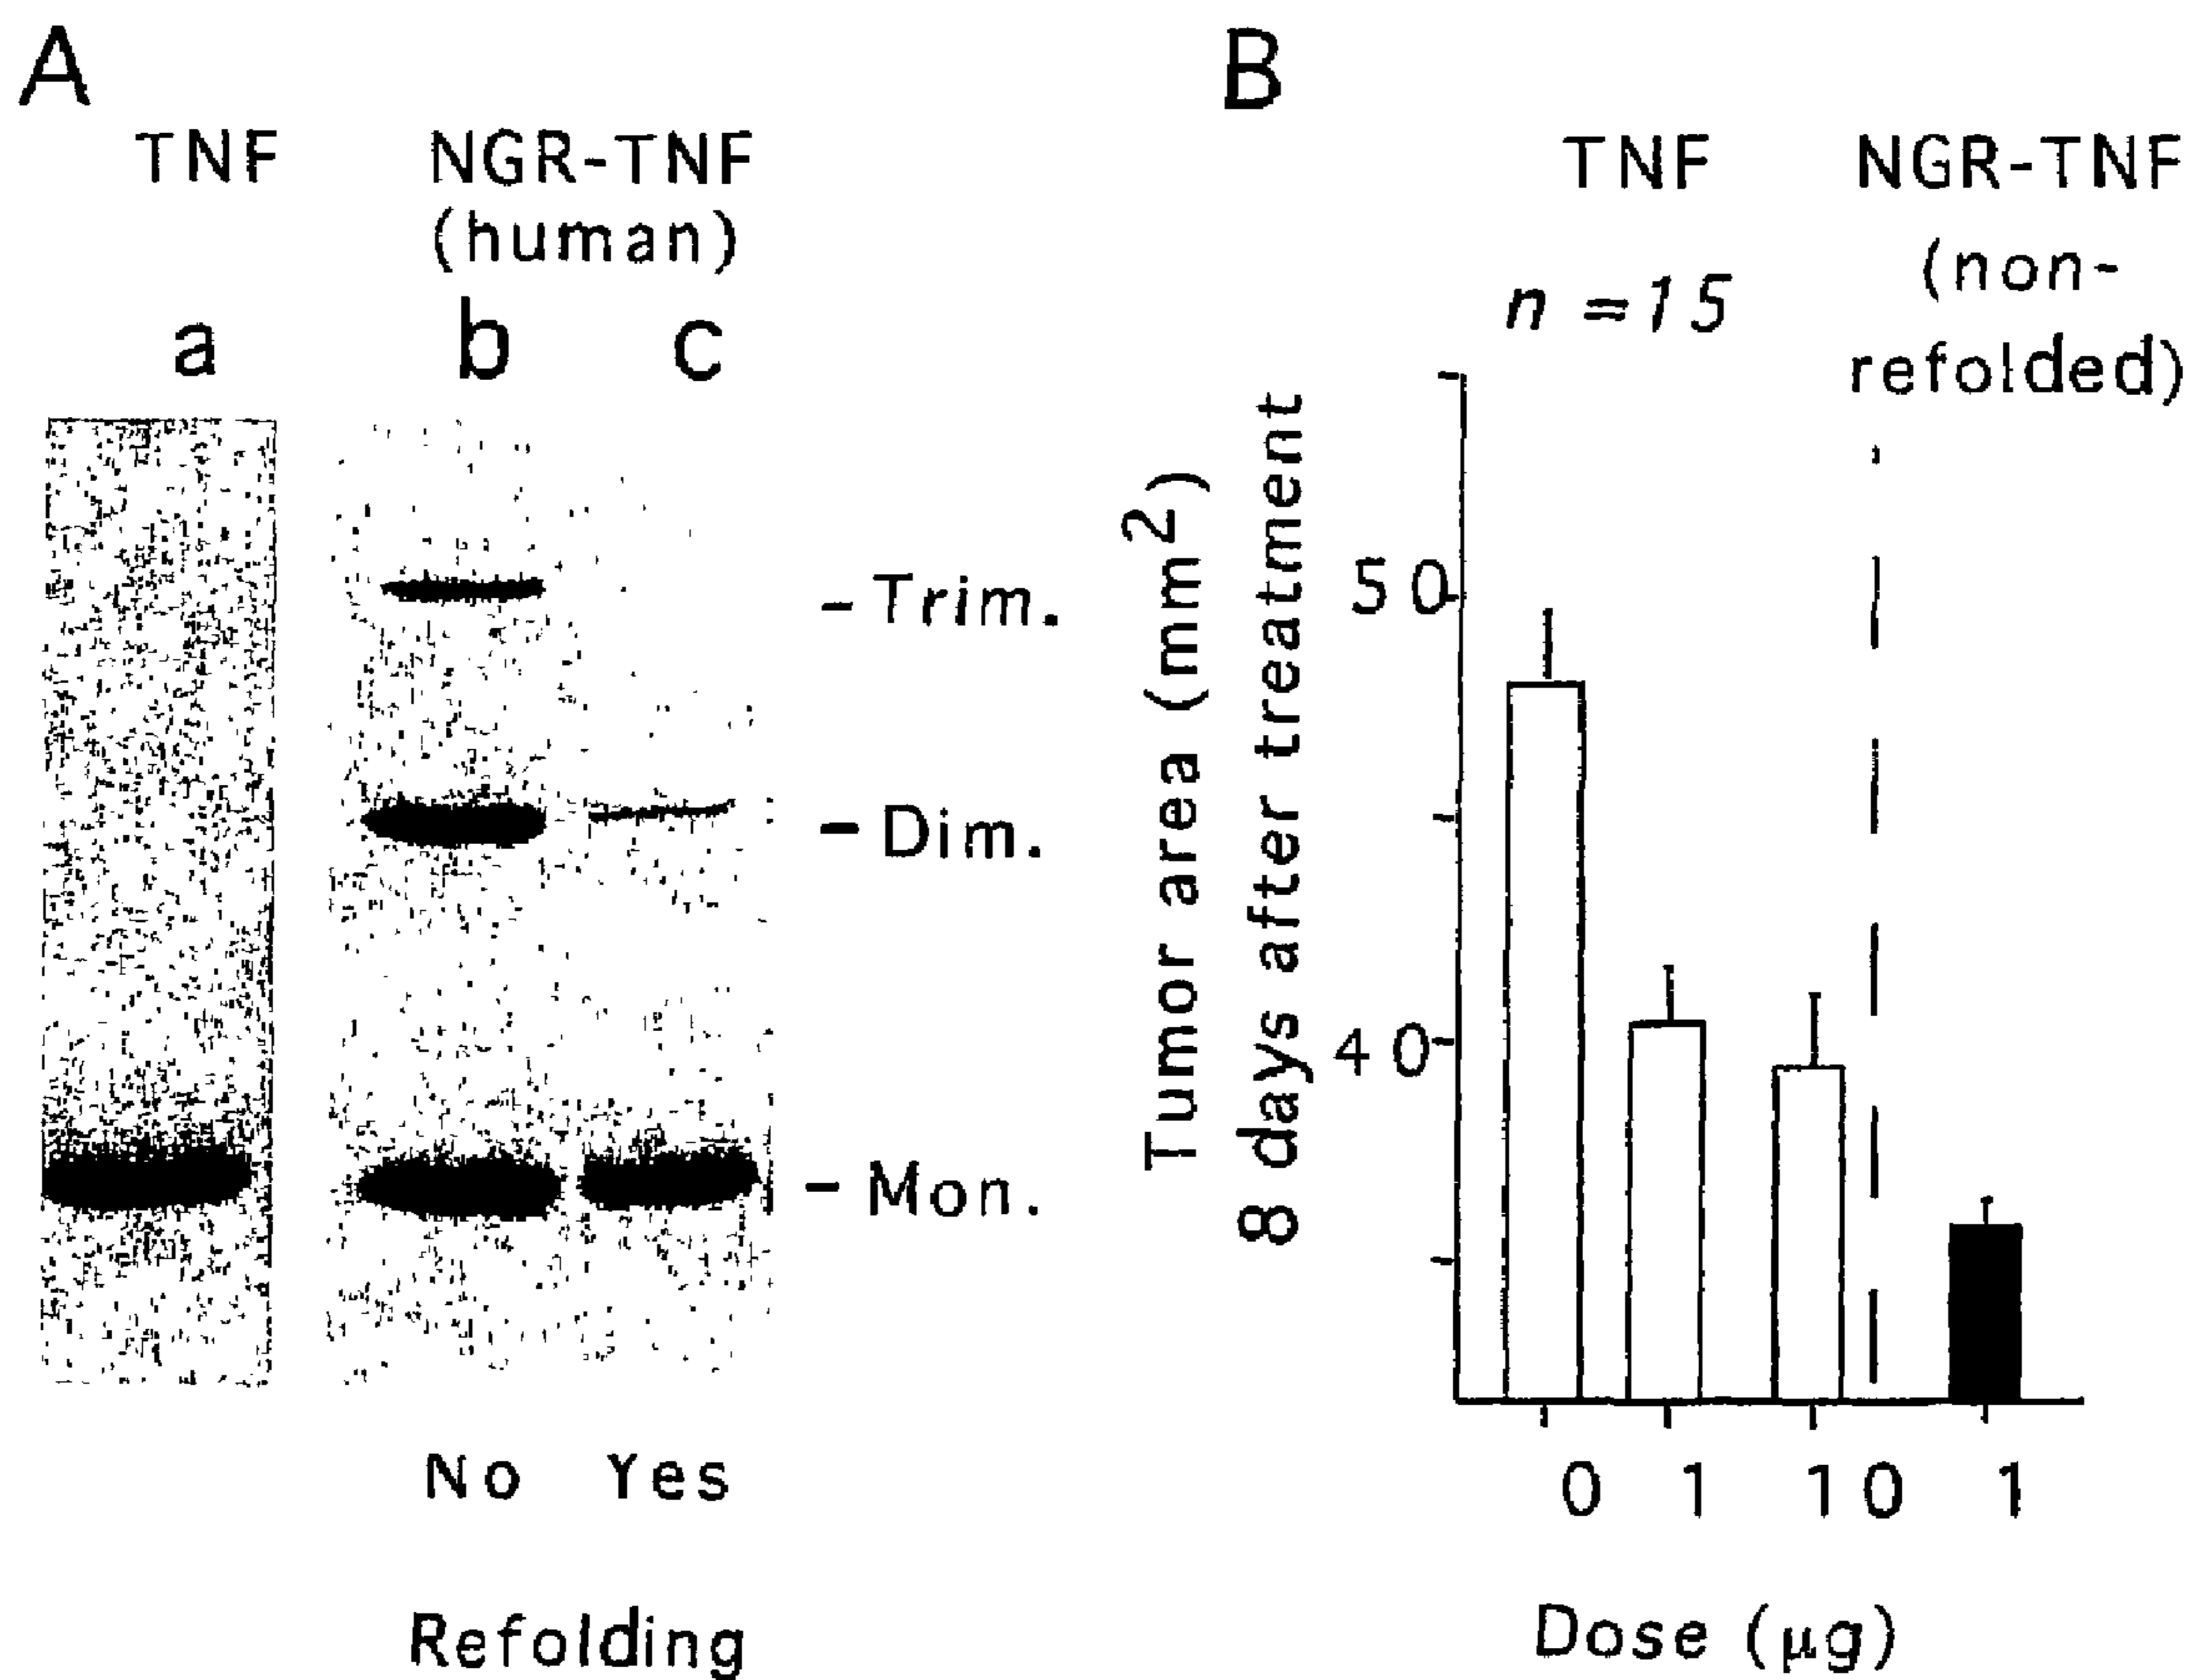 A
TNF
NGR-TNF
(human)
a b c
-Trim.
- Dim.
- Mon.
No Yes
Refolding
B
TNF
NGR-TNF
(non-
refolded)
n =15
Tumor area (mm²)
8 days after treatment
50
40
0 1 10 1
Dose (µg)